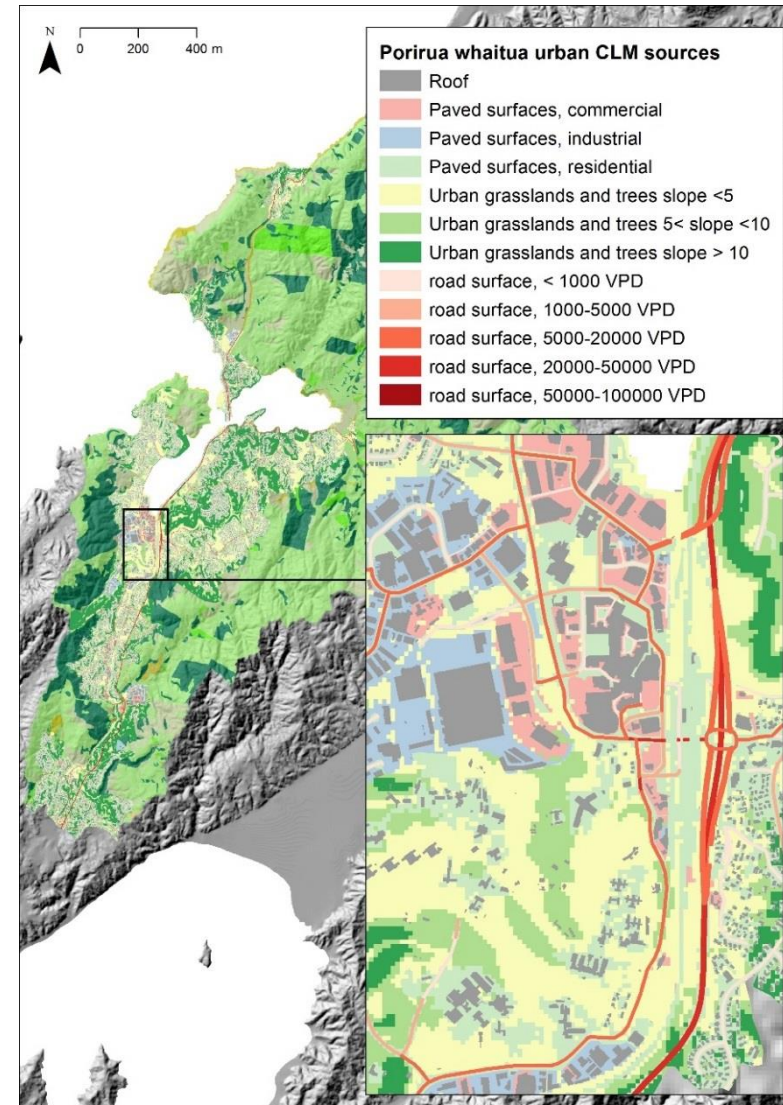 N
0 200 400 m
Porirua whaitua urban CLM sources
Roof
Paved surfaces, commercial
Paved surfaces, industrial
Paved surfaces, residential
Urban grasslands and trees slope <5
Urban grasslands and trees 5< slope <10
Urban grasslands and trees slope > 10
road surface, < 1000 VPD
road surface, 1000-5000 VPD
road surface, 5000-20000 VPD
road surface, 20000-50000 VPD
road surface, 50000-100000 VPD